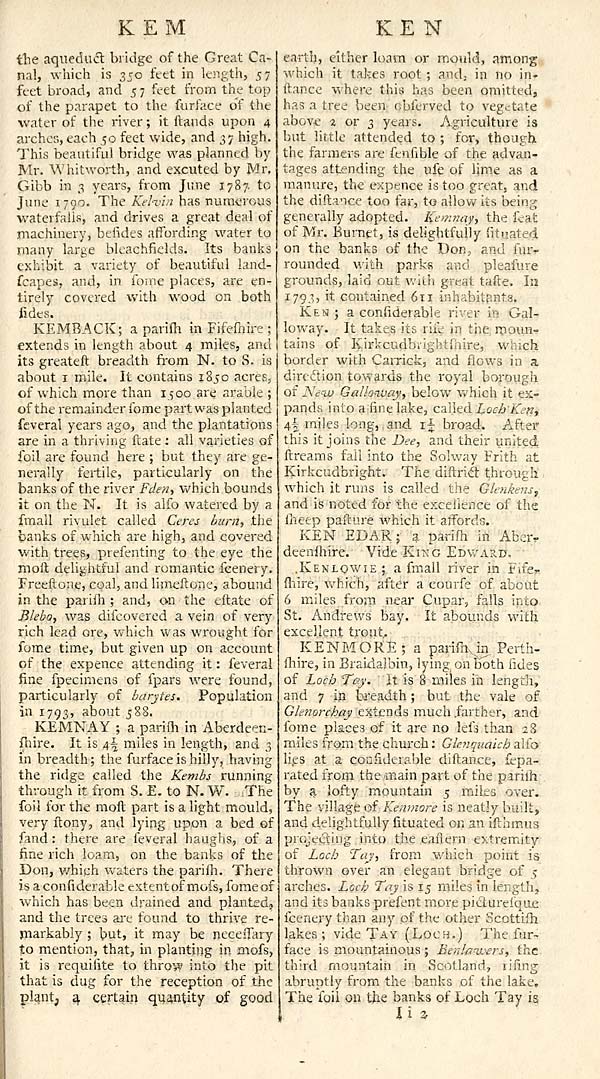 KEM
KEN
the aqueduct bridge of the Great Ca-
nal, which is 350 feet in length, 57
feet broad, and 57 feet from the top
of the parapet to the ſurface of the
water of the river; it ſtands upon 4
arches, each 50 feet wide, and 37 high.
This beautiful bridge was planned by
Mr. Whitworth, and excuted by Mr.
Gibb in 3 years, from June 1787. to
June 1790. The Kelvin has numerous
waterfalls, and drives a great deal of
machinery, beſides affording water to
many large bleachfields. Its banks
exhibit a variety of beautiful land-
ſcapes, and, in ſome places, are en-
tirely covered with wood on both
ſides.
KEMBACK; a pariſh in Fifeſhire;
extends in length about 4 miles, and
its greateſt breadth from N. to S. is
about 1 mile. It contains 1850 acres,
of which more than 1500 are arable;
of the remainder ſome part was planted
ſeveral years ago, and the plantations
are in a thriving ſtate: all varieties of
ſoil are found here; but they are ge-
nerally fertile, particularly on the
banks of the river Eden, which bounds
it on the N. It is alſo watered by a
ſmall rivulet called Ceres burn, the
banks of which are high, and covered
with trees, preſenting to the eye the
moſt delightful and romantic ſcenery.
Freeſtone, coal, and limeſtone, abound
in the pariſh; and, on the eſtate of
Blebo, was diſcovered a vein of very
rich lead ore, which was wrought for
ſome time, but given up on account
of the expence attending it: ſeveral
fine ſpecimens of ſpars were found,
particularly of barytes. Population
in 1793, about 588.
KEMNAY; a pariſh in Aberdeen-
ſhire. It is 4½ miles in length, and 3
in breadth; the ſurface is hilly, having
the ridge called the Kembs running
through it from S. E. to N. W. The
ſoil for the moſt part is a light mould,
very ſtony, and lying upon a bed of
ſand: there are ſeveral haughs, of a
fine rich loam, on the banks of the
Don, which waters the pariſh. There
is a conſiderable extent of moſs, ſome of
which has been drained and planted,
and the trees are found to thrive re-
markably; but, it may be neceſſary
to mention, that, in planting in moſs,
it is requiſite to throw into the pit
that is dug for the reception of the
plant, a certain quantity of good
earth, either loam or mould, among
which it takes root; and, in no in-
ſtance where this has been omitted,
has a tree been obſerved to vegetate
above 2 or 3 years. Agriculture is
but little attended to; for, though
the farmers are ſenſible of the advan-
tages attending the uſe of lime as a
manure, the expence is too great, and
the diſtance too far, to allow its being
generally adopted. Kemnay, the ſeat
of Mr. Burnet, is delightfully ſituated
on the banks of the Don, and ſur-
rounded with parks and pleaſure
grounds, laid out with great taſte. In
1793, it contained 611 inhabitants.
KEN; a conſiderable river in Gal-
loway. It takes its riſe in the moun-
tains of Kirkcudbrightſhire, which
border with Carrick, and flows in a
direction towards the royal borough
of New Galloway, below which it ex-
pands into a fine lake, called Loch Ken,
4½ miles long, and 1¼ broad. After
this it joins the Dee, and their united
ſtreams fall into the Solway Frith at
Kirkcudbright. The diſtrict through
which it runs is called the Glenkens,
and is noted for the excellence of the
ſheep paſture which it affords.
KEN EDAR; a pariſh in Aber-
deenſhire. Vide KING EDWARD.
KENLOWIE; a ſmall river in Fife-
ſhire, which, after a courſe of about
6 miles from near Cupar, falls into
St. Andrews bay. It abounds with
excellent trout.
KENMORE; a pariſh in Perth-
ſhire, in Braidalbin, lying on both ſides
of Loch Tay. It is 8 miles in length,
and 7 in breadth; but the vale of
Glenorchay extends much farther, and
ſome places of it are no leſs than 28
miles from the church: Glenquaich alſo
lies at a conſiderable diſtance, ſepa-
rated from the main part of the pariſh
by a lofty mountain 5 miles over.
The village of Kenmore is neatly built,
and delightfully ſituated on an iſthmus
projecting into the eaſtern extremity
of Loch Tay, from which point is
thrown over an elegant bridge of 5
arches. Loch Tay is 15 miles in length,
and its banks preſent more pictureſque
ſcenery than any of the other Scottiſh
lakes; vide TAY (LOCH.) The ſur-
face is mountainous; Benlawers, the
third mountain in Scotland, riſing
abruptly from the banks of the lake.
The ſoil on the banks of Loch Tay is
I i 2